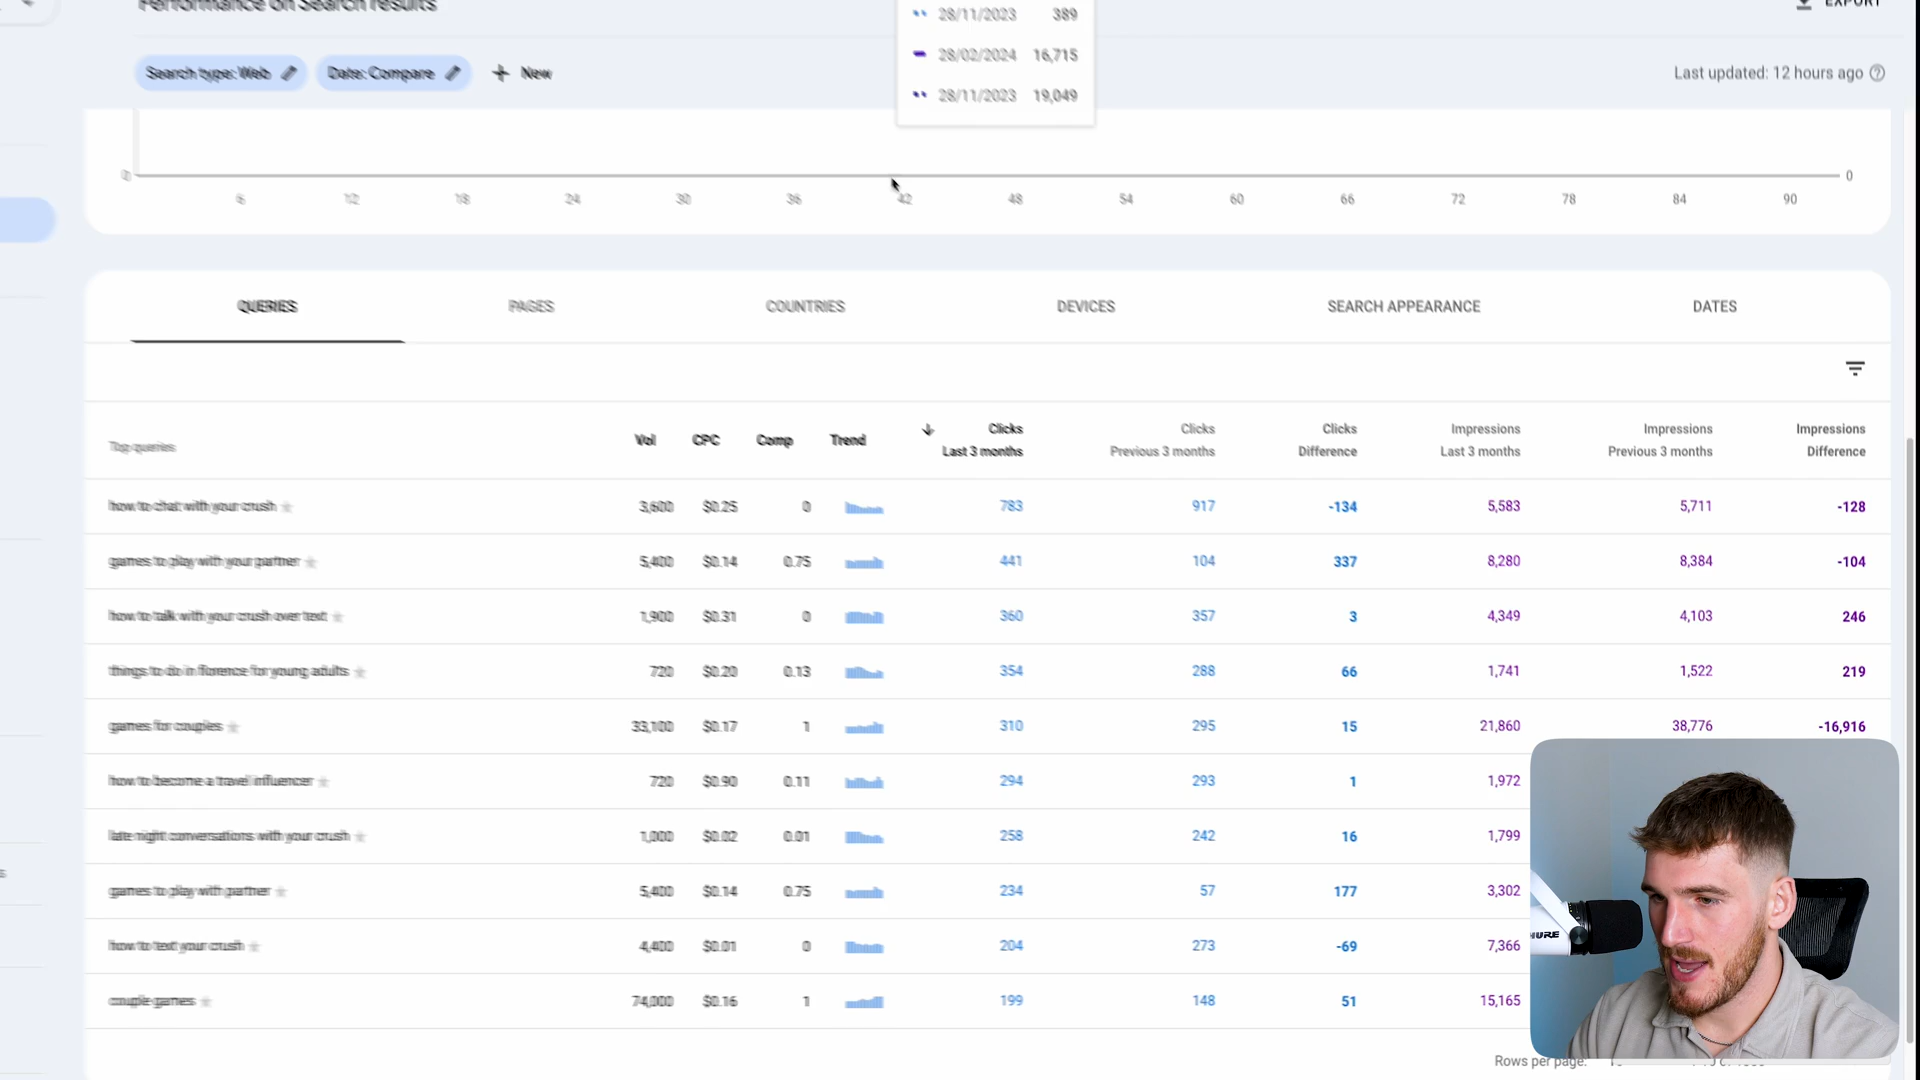 Performance on Search results
EXPORT
28/11/2023 389
28/02/2024 16,715
28/11/2023 19,049
Search type: Web
Date: Compare
New
Last updated: 12 hours ago
0 0
6 12 18 24 30 36 42 48 54 60 66 72 78 84 90
QUERIES PAGES COUNTRIES DEVICES SEARCH APPEARANCE DATES
Top queries Vol CPC Comp Trend Clicks Last 3 months Clicks Previous 3 months Clicks Difference Impressions Last 3 months Impressions Previous 3 months Impressions Difference
how to chat with your crush 3,600 $0.25 0 783 917 -134 5,583 5,711 -128
games to play with your partner 5,400 $0.14 0.75 441 104 337 8,280 8,384 -104
how to talk with your crush over text 1,900 $0.31 0 360 357 3 4,349 4,103 246
things to do in florence for young adults 720 $0.20 0.13 354 288 66 1,741 1,522 219
games for couples 33,100 $0.17 1 310 295 15 21,860 38,776 -16,916
how to become a travel influencer 720 $0.90 0.11 294 293 1 1,972
late night conversations with your crush 1,000 $0.02 0.01 258 242 16 1,799
games to play with partner 5,400 $0.14 0.75 234 57 177 3,302
how to text your crush 4,400 $0.01 0 204 273 -69 7,366
couple games 74,000 $0.16 1 199 148 51 15,165
Rows per page: